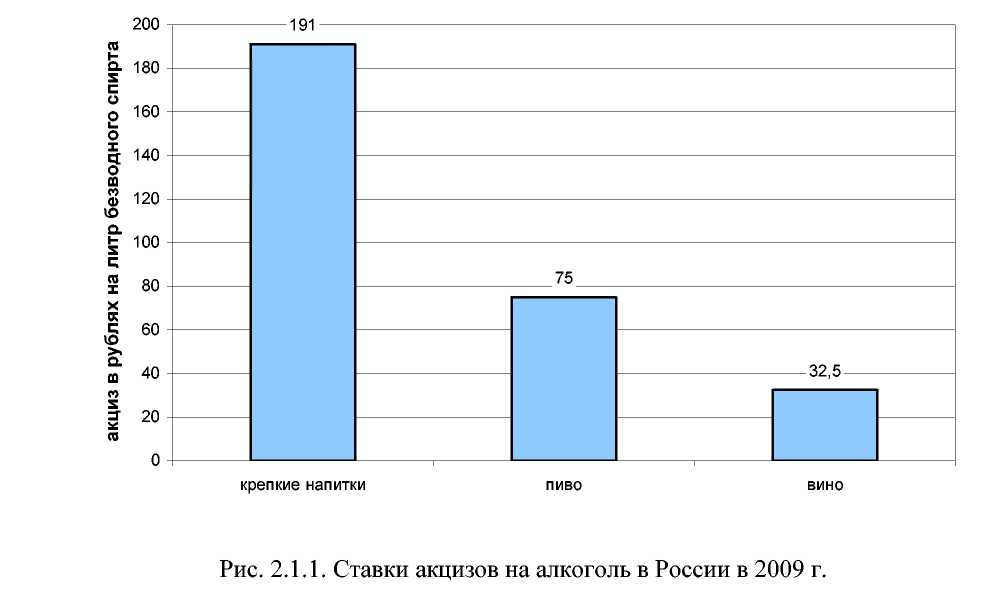 акциз в рублях на литр безводного спирта
200
180
160
140
120
100
80
60
40
20
0
191
75
32,5
крепкие напитки
пиво
вино
Рис. 2.1.1. Ставки акцизов на алкоголь в России в 2009 г.